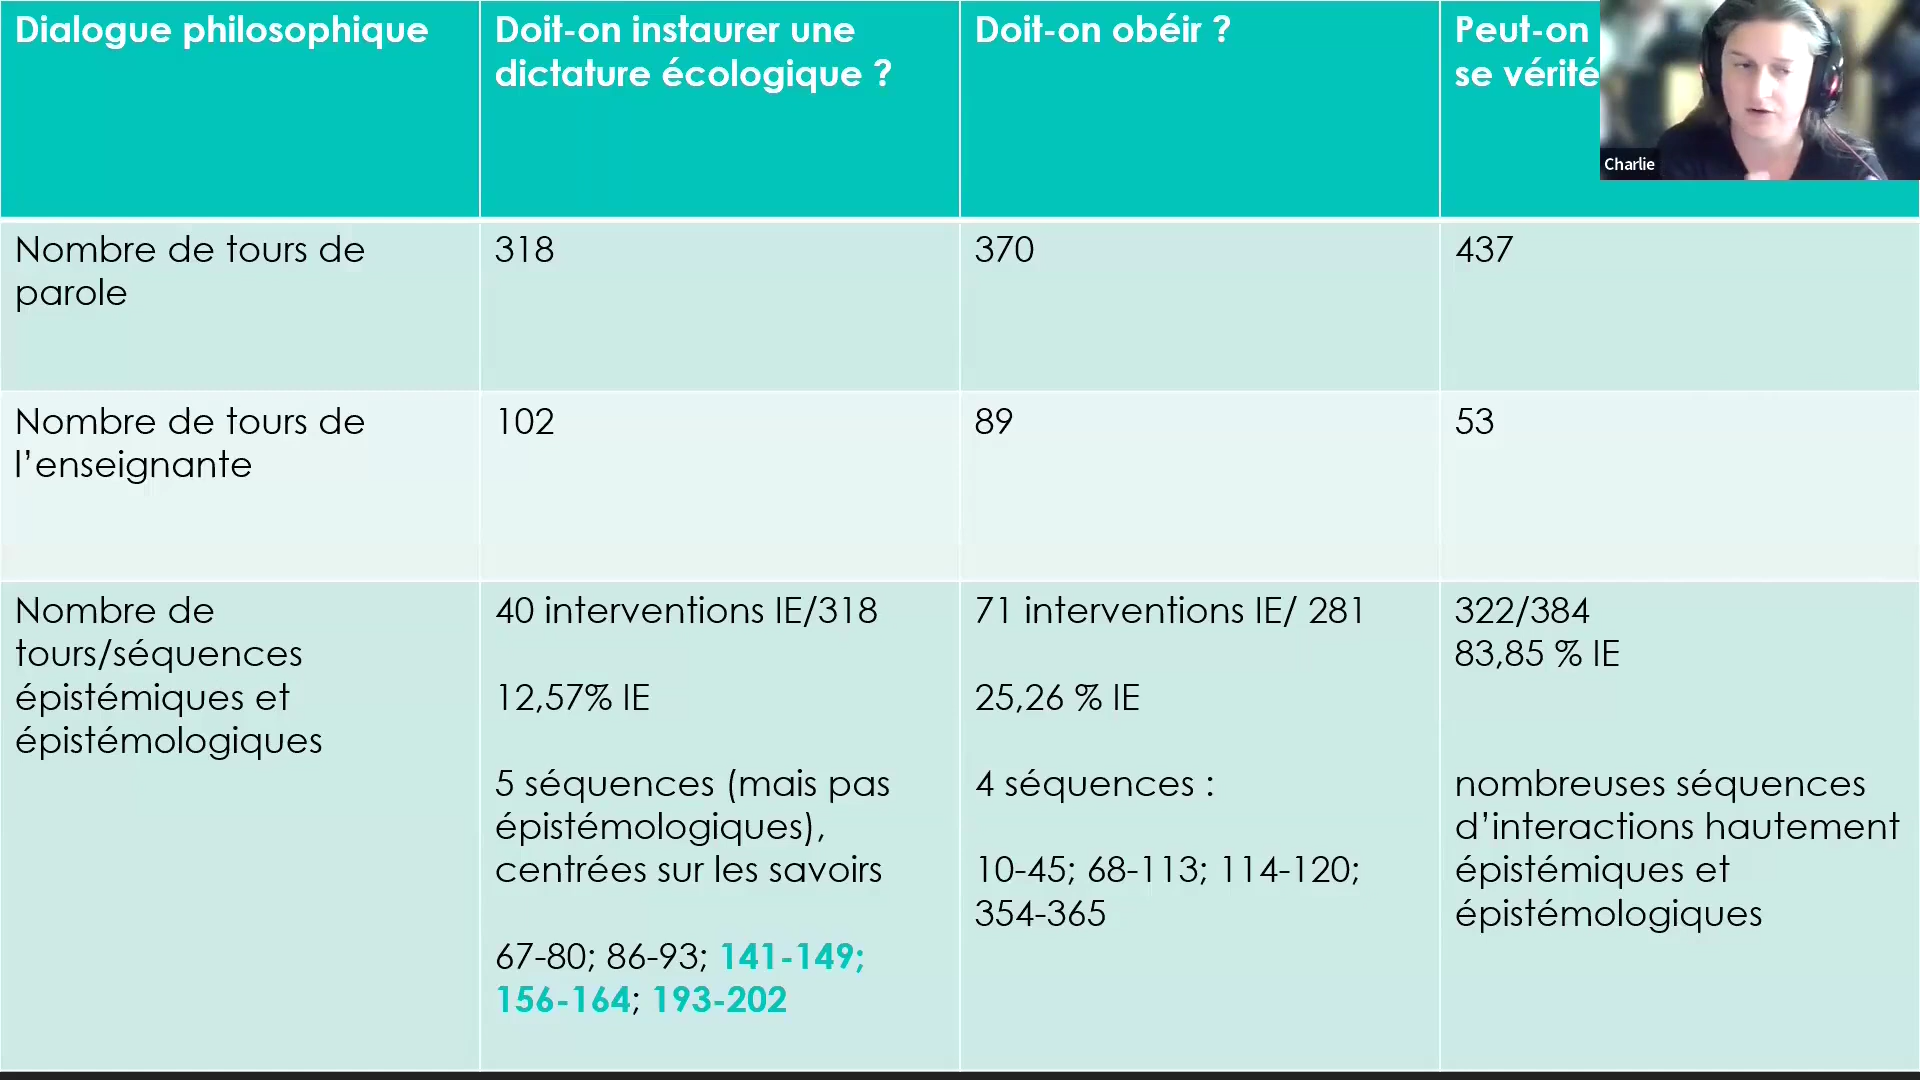 Dialogue philosophique
Doit-on instaurer une
dictature écologique ?
Doit-on obéir ?
Peut-on
se vérité
Charlie
Nombre de tours de
parole
318
370
437
Nombre de tours de
l’enseignante
102
89
53
Nombre de
tours/séquences
épistémiques et
épistémologiques
40 interventions IE/318
12,57% IE
5 séquences (mais pas
épistémologiques),
centrées sur les savoirs
67-80; 86-93; 141-149;
156-164; 193-202
71 interventions IE/ 281
25,26 % IE
4 séquences :
10-45; 68-113; 114-120;
354-365
322/384
83,85 % IE
nombreuses séquences
d’interactions hautement
épistémiques et
épistémologiques